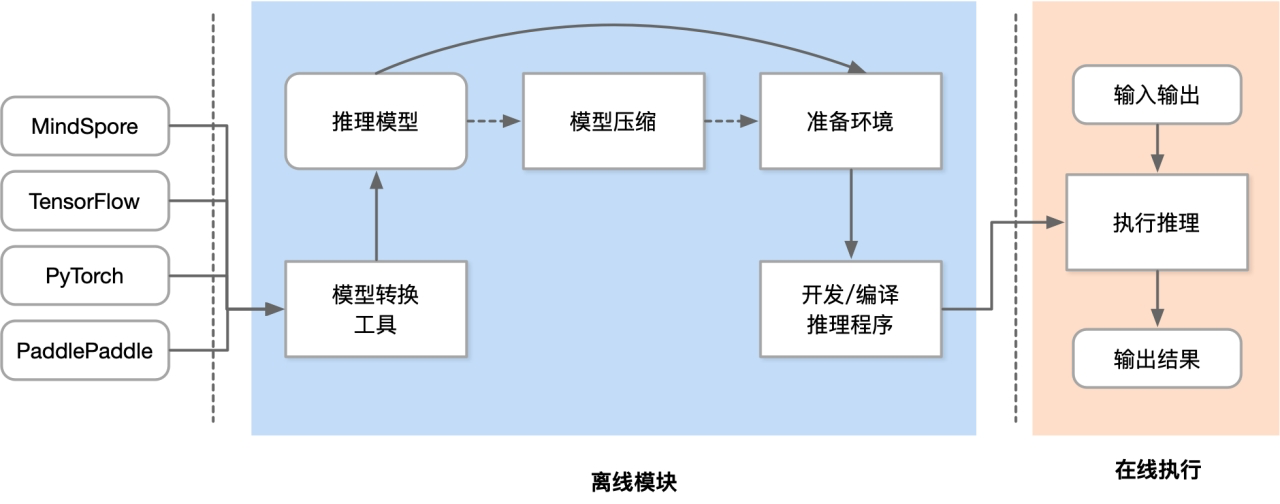 MindSpore
TensorFlow
PyTorch
PaddlePaddle
推理模型
模型压缩
准备环境
模型转换
工具
开发/编译
推理程序
离线模块
输入输出
执行推理
输出结果
在线执行